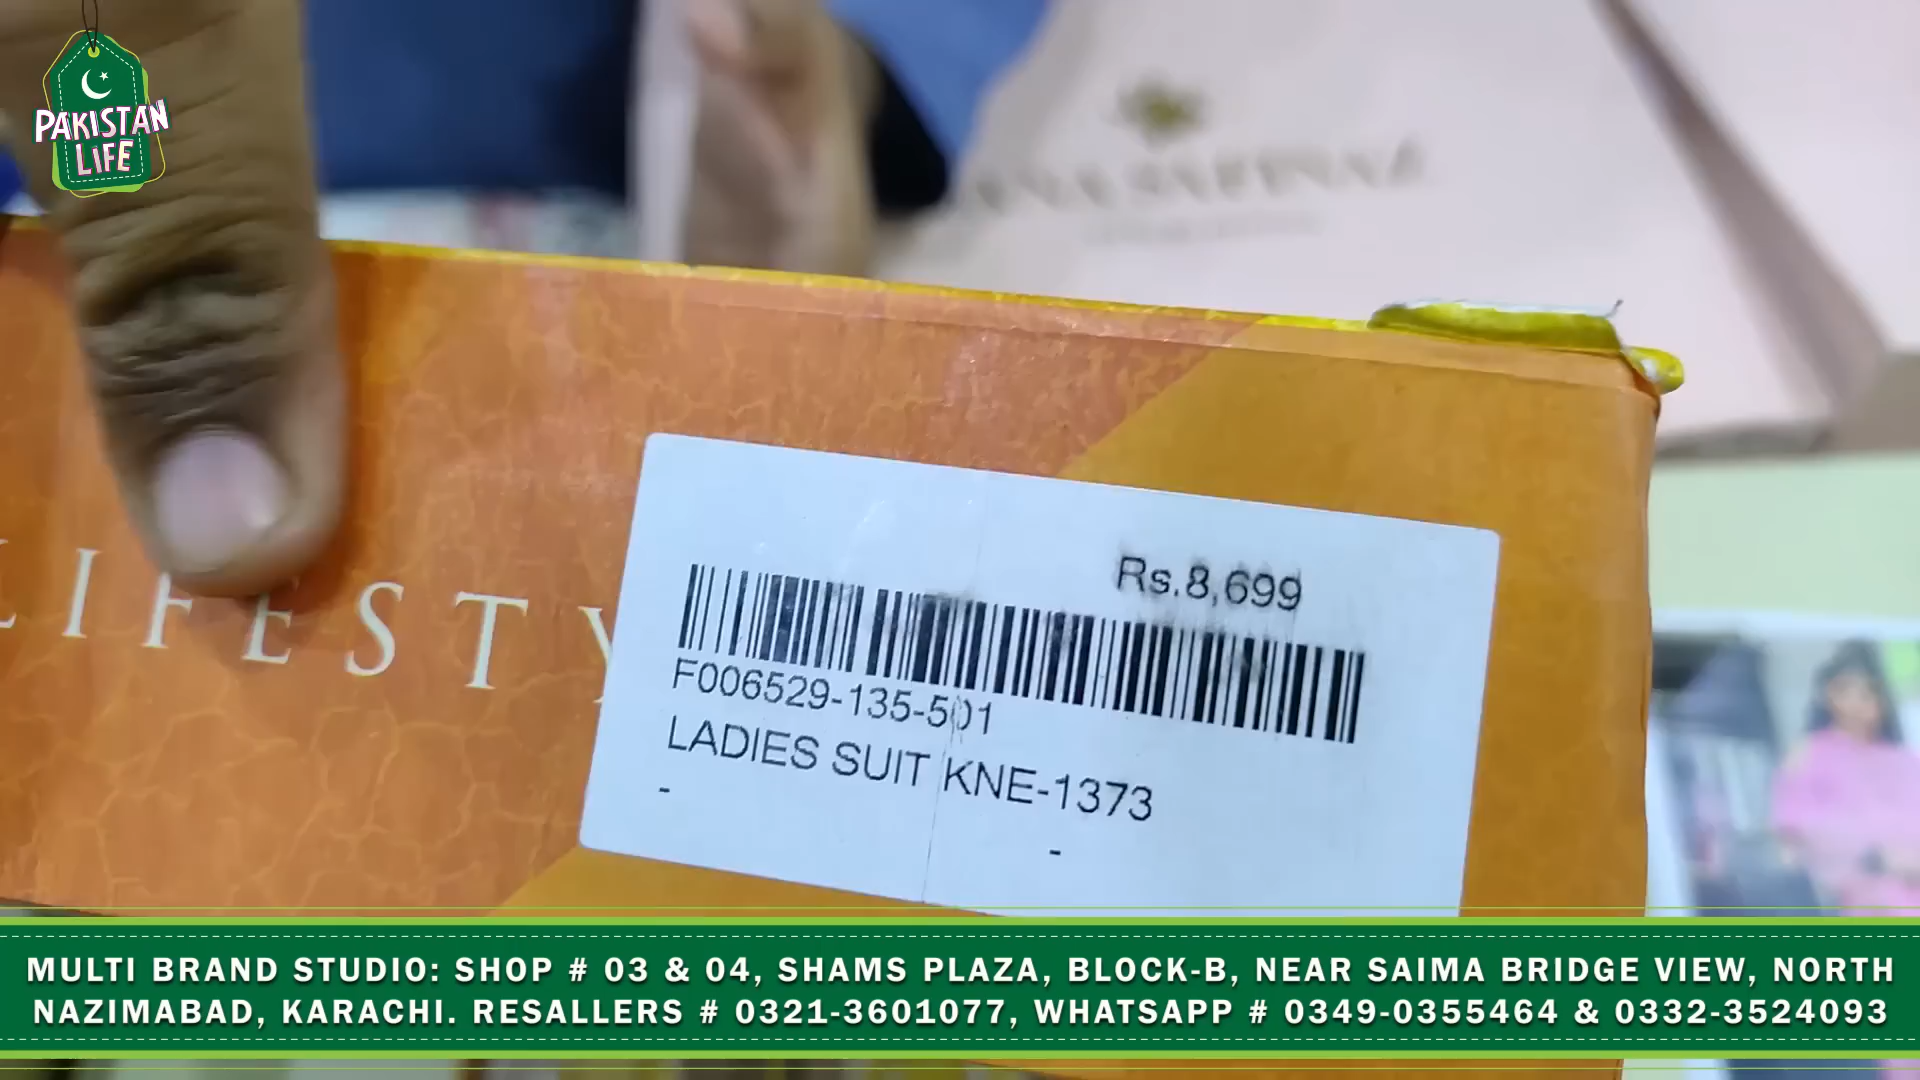 PAKISTAN
LIFE
LIFESTY
Rs.8,699
F006529-135-501
LADIES SUIT KNE-1373
-
-
MULTI BRAND STUDIO: SHOP # 03 & 04, SHAMS PLAZA, BLOCK-B, NEAR SAIMA BRIDGE VIEW, NORTH
NAZIMABAD, KARACHI. RESALLERS # 0321-3601077, WHATSAPP # 0349-0355464 & 0332-3524093